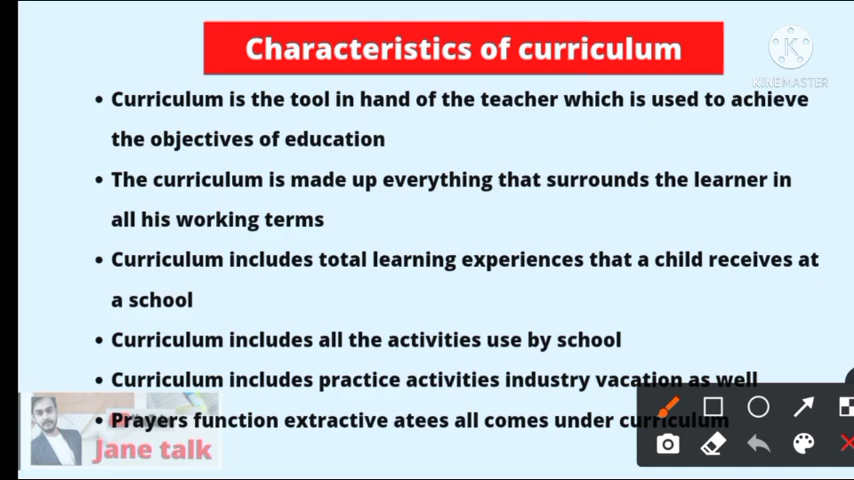 Characteristics of curriculum
KINEMASTER
• Curriculum is the tool in hand of the teacher which is used to achieve
the objectives of education
• The curriculum is made up everything that surrounds the learner in
all his working terms
• Curriculum includes total learning experiences that a child receives at
a school
• Curriculum includes all the activities use by school
• Curriculum includes practice activities industry vacation as well
• Prayers function extractive atees all comes under curriculum
Jane talk